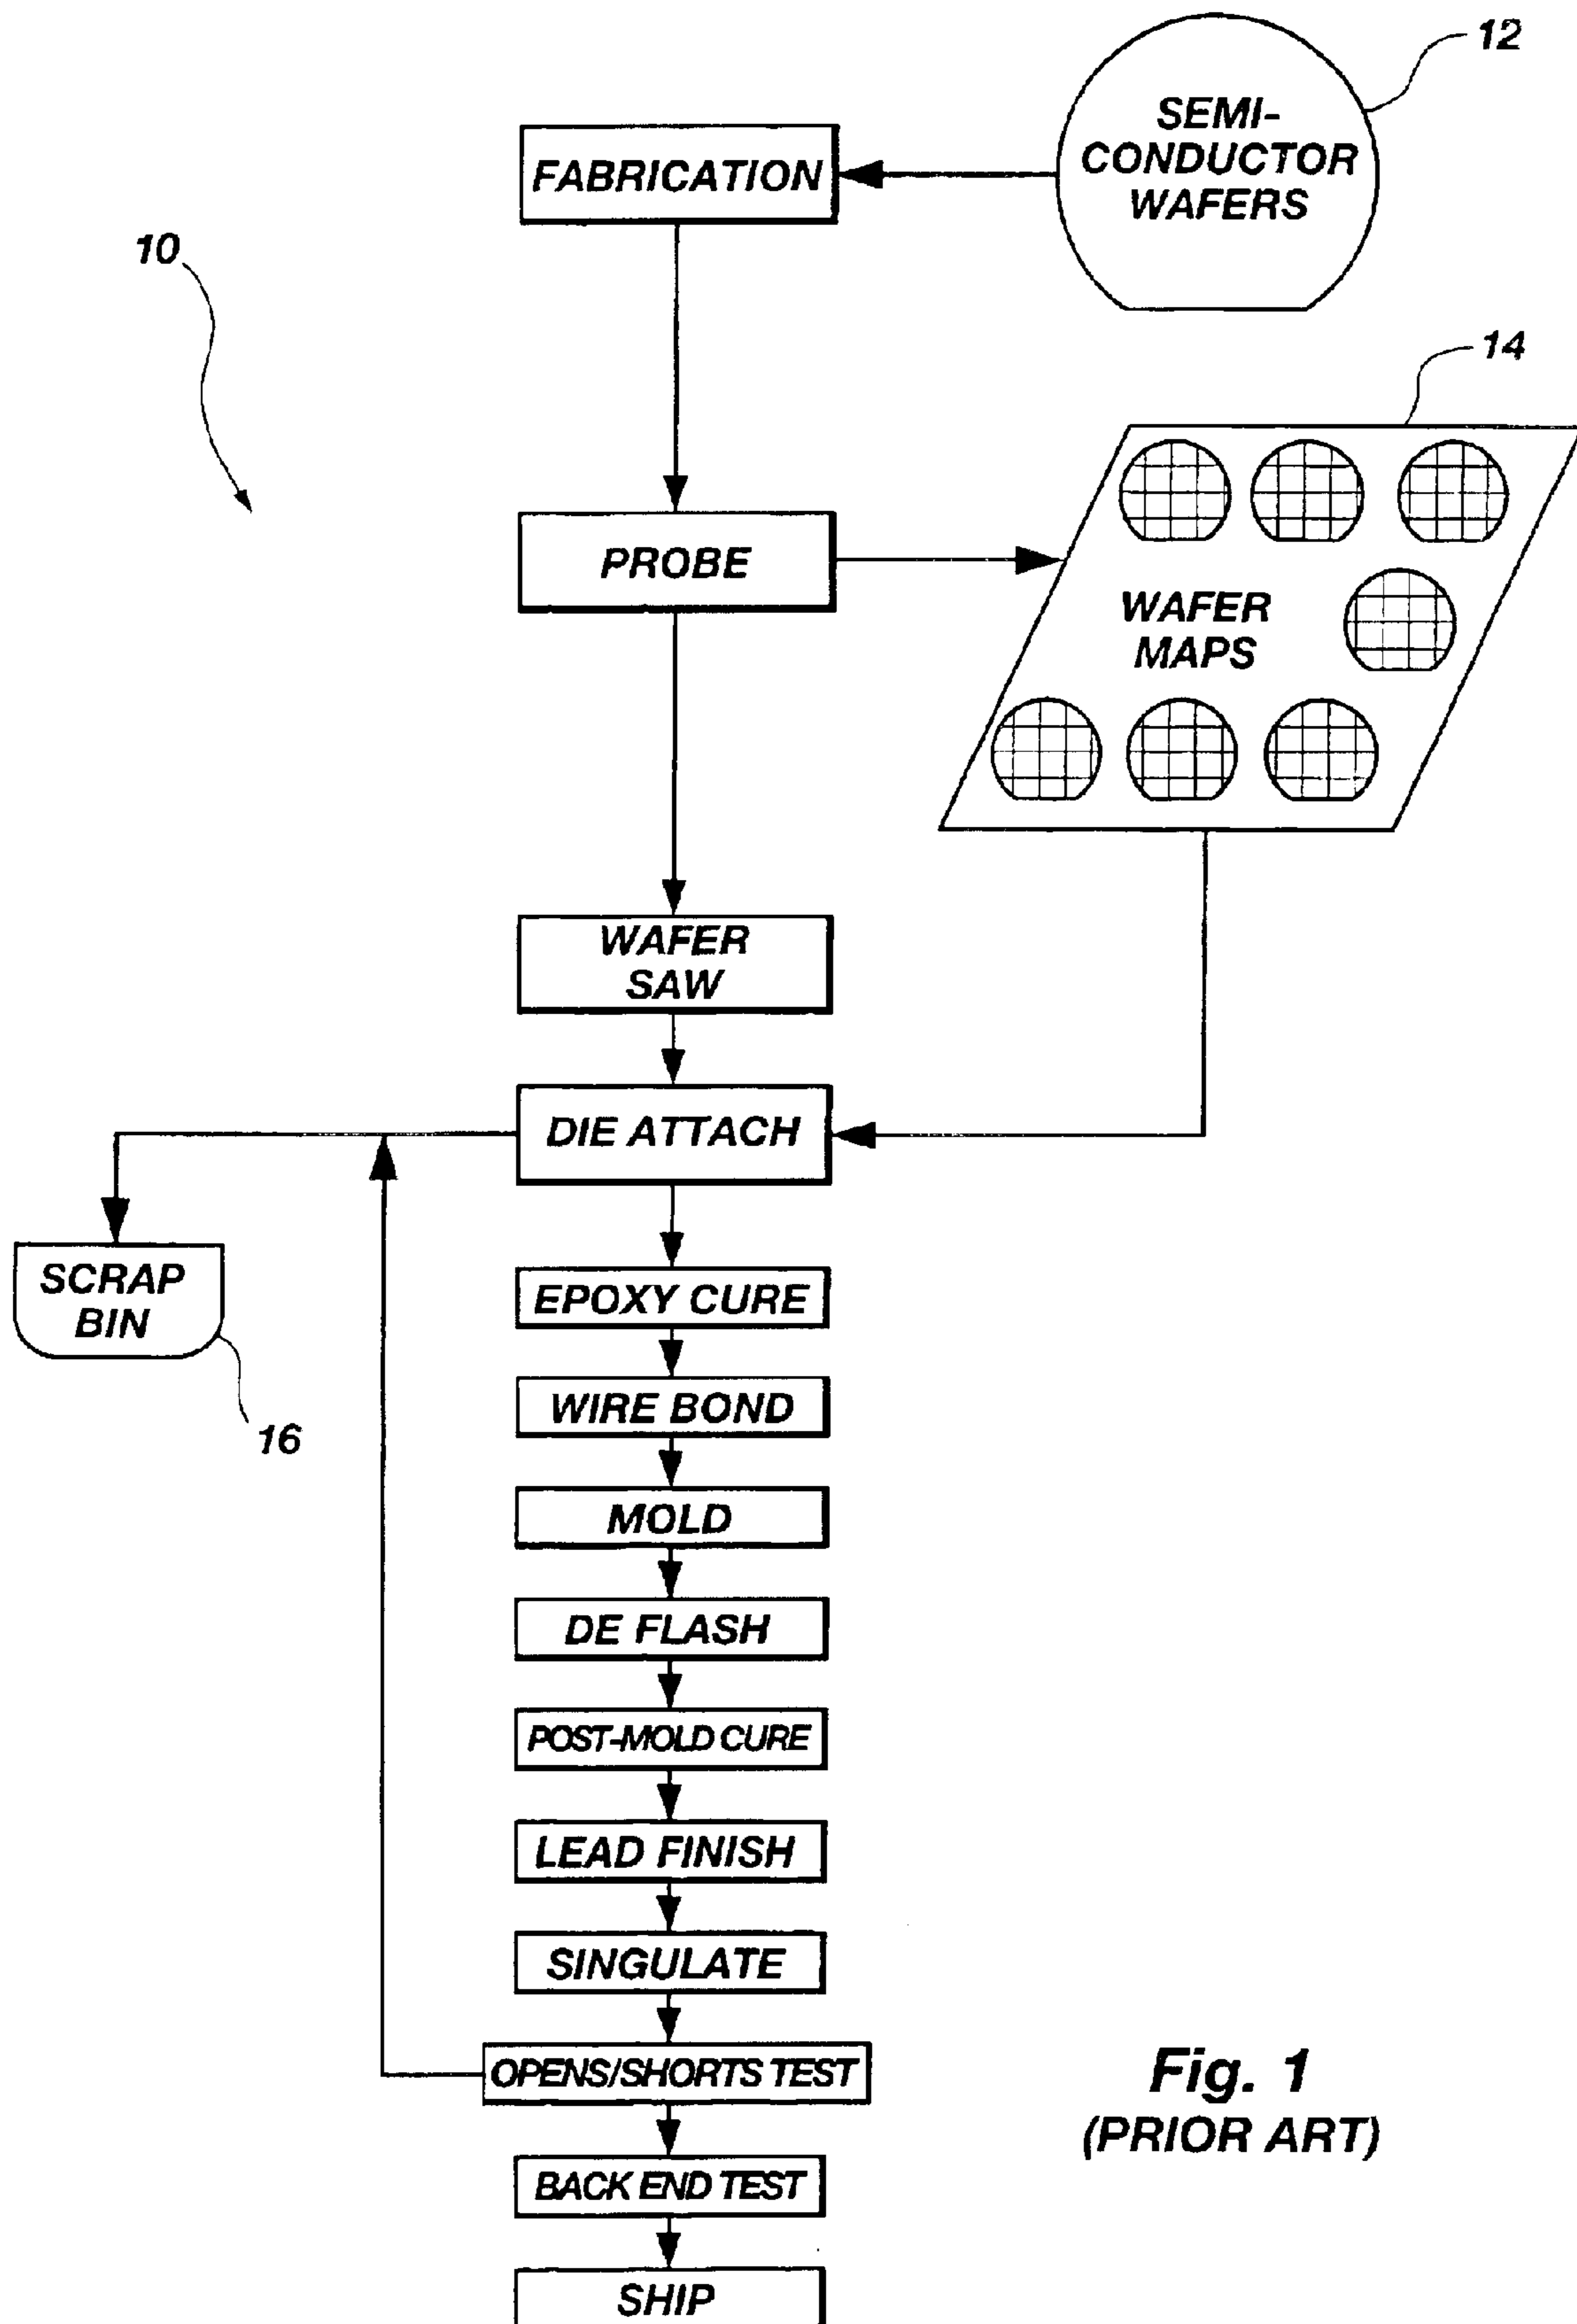 12
SEMI-
CONDUCTOR
WAFERS
FABRICATION
10
14
PROBE
WAFER
MAPS
WAFER
SAW
DIE ATTACH
SCRAP
BIN
16
EPOXY CURE
WIRE BOND
MOLD
DE FLASH
POST-MOLD CURE
LEAD FINISH
SINGULATE
OPENS/SHORTS TEST
BACK END TEST
SHIP
Fig. 1
(PRIOR ART)